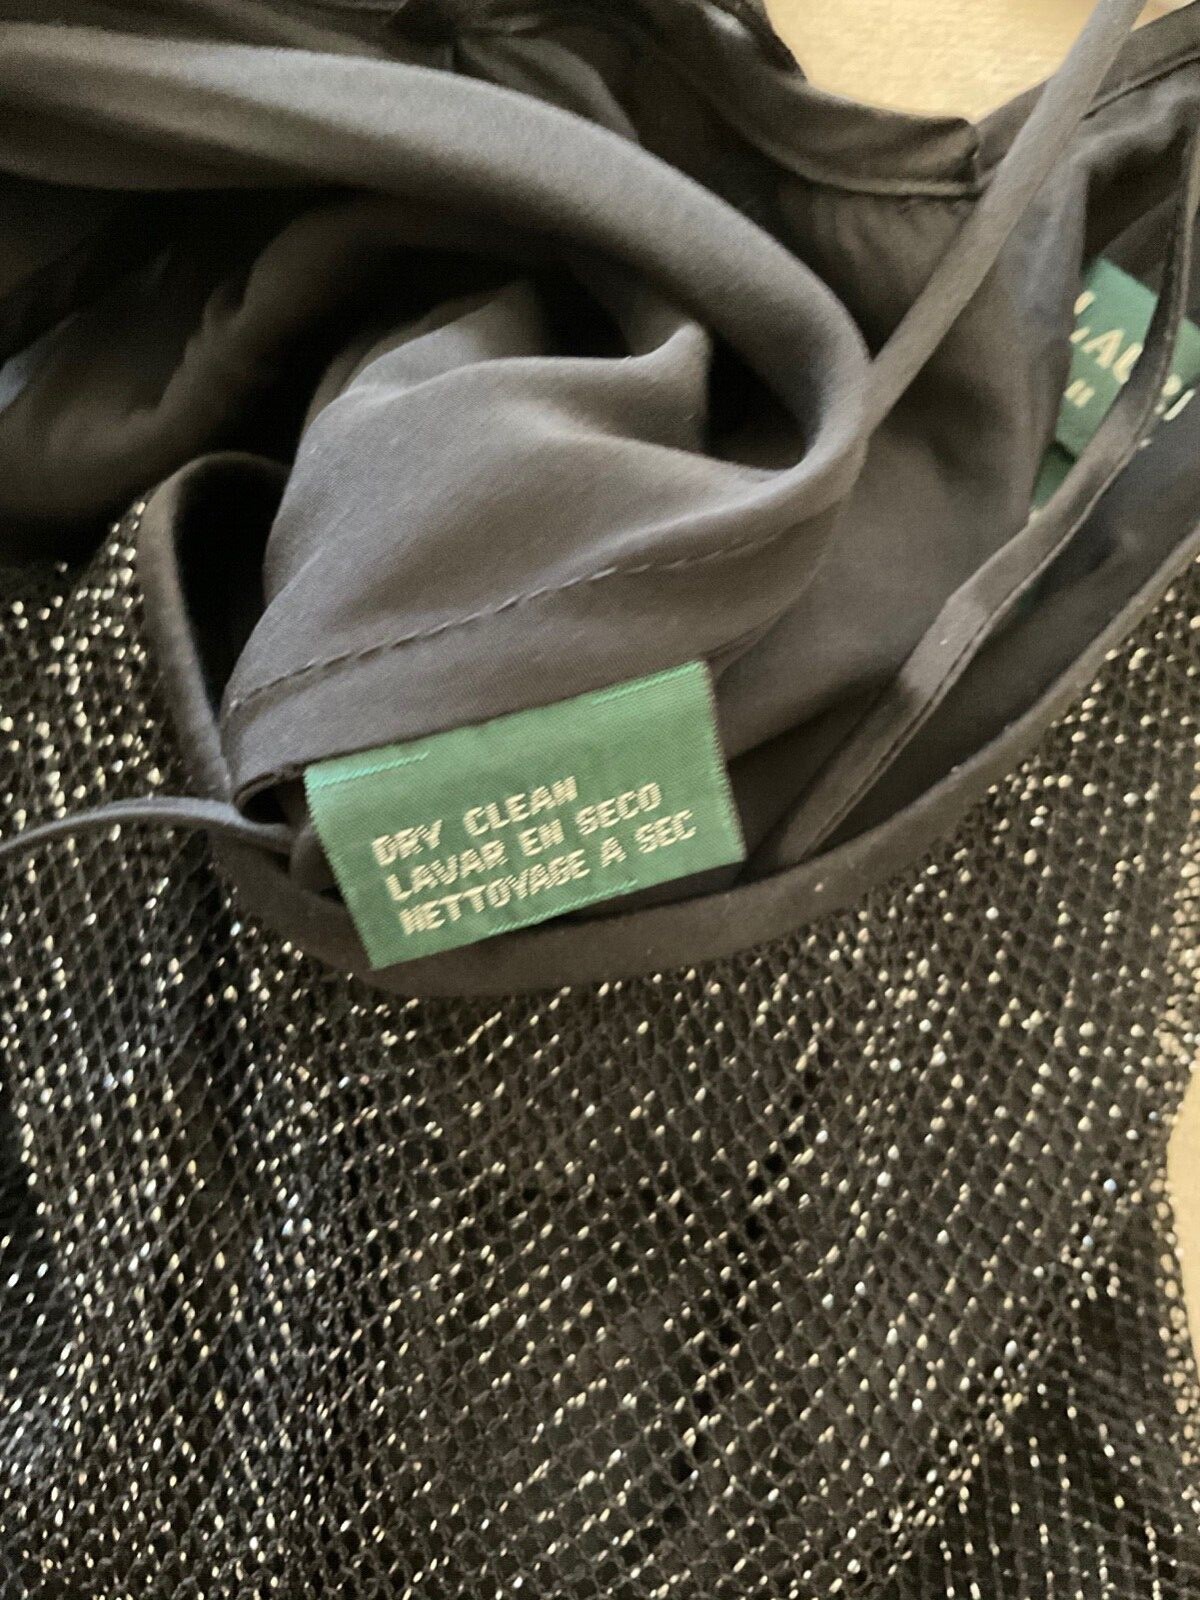 DRY CLEAN
LAVAR EN SECO
NETTOYAGE A SEC